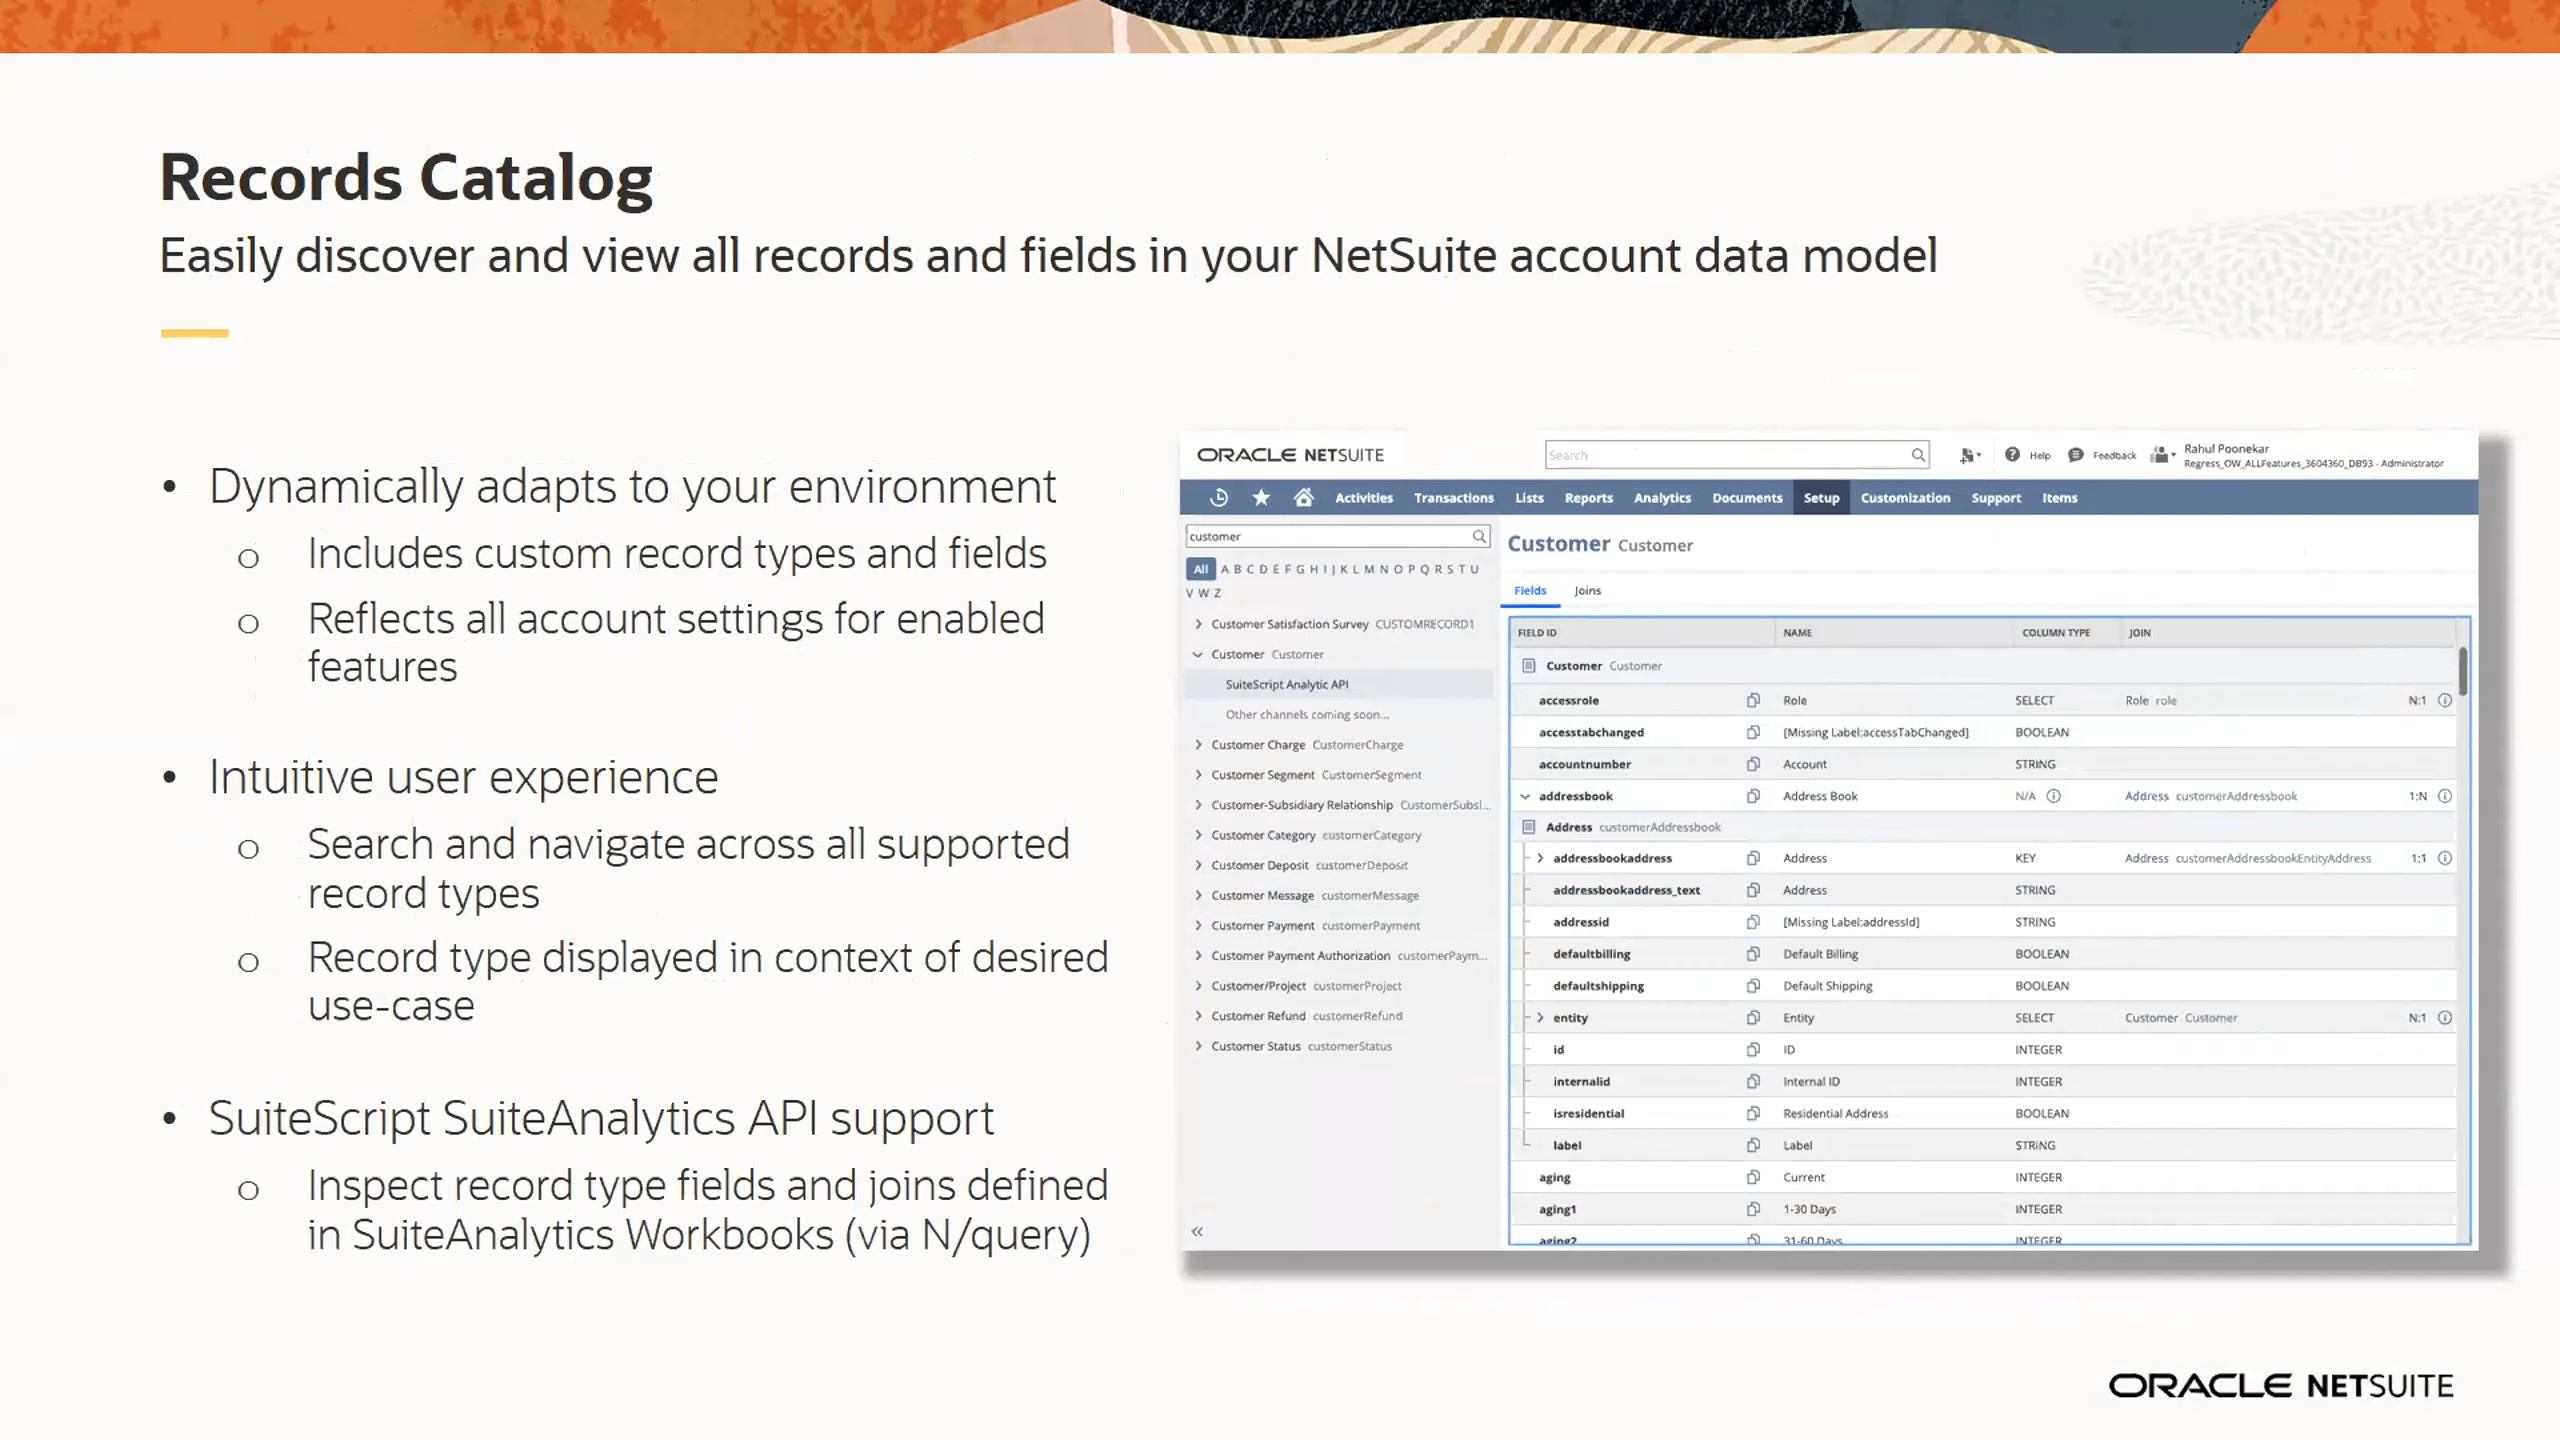 Records Catalog
Easily discover and view all records and fields in your NetSuite account data model
• Dynamically adapts to your environment
o Includes custom record types and fields
o Reflects all account settings for enabled
features
• Intuitive user experience
o Search and navigate across all supported
record types
o Record type displayed in context of desired
use-case
• SuiteScript SuiteAnalytics API support
o Inspect record type fields and joins defined
in SuiteAnalytics Workbooks (via N/query)
ORACLE NETSUITE
Search
Help
Feedback
Rahul Poonekar
Regress_OW_ALLFeatures_3604360_DB93 - Administrator
Activities Transactions Lists Reports Analytics Documents Setup Customization Support Items
customer
All A B C D E F G H I J K L M N O P Q R S T U
V W Z
Customer Satisfaction Survey CUSTOMRECORD1
Customer Customer
SuiteScript Analytic API
Other channels coming soon...
Customer Charge CustomerCharge
Customer Segment CustomerSegment
Customer-Subsidiary Relationship CustomerSubsi...
Customer Category customerCategory
Customer Deposit customerDeposit
Customer Message customerMessage
Customer Payment customerPayment
Customer Payment Authorization customerPaym...
Customer/Project customerProject
Customer Refund customerRefund
Customer Status customerStatus
Customer Customer
Fields Joins
FIELD ID NAME COLUMN TYPE JOIN
Customer Customer
accessrole Role SELECT Role role N:1
accesstabchanged [Missing Label:accessTabChanged] BOOLEAN
accountnumber Account STRING
addressbook Address Book N/A Address customerAddressbook 1:N
Address customerAddressbook
addressbookaddress Address KEY Address customerAddressbookEntityAddress 1:1
addressbookaddress_text Address STRING
addressid [Missing Label:addressId] STRING
defaultbilling Default Billing BOOLEAN
defaultshipping Default Shipping BOOLEAN
entity Entity SELECT Customer Customer N:1
id ID INTEGER
internalid Internal ID INTEGER
isresidential Residential Address BOOLEAN
label Label STRING
aging Current INTEGER
aging1 1-30 Days INTEGER
aging2 31-60 Days INTEGER
ORACLE NETSUITE